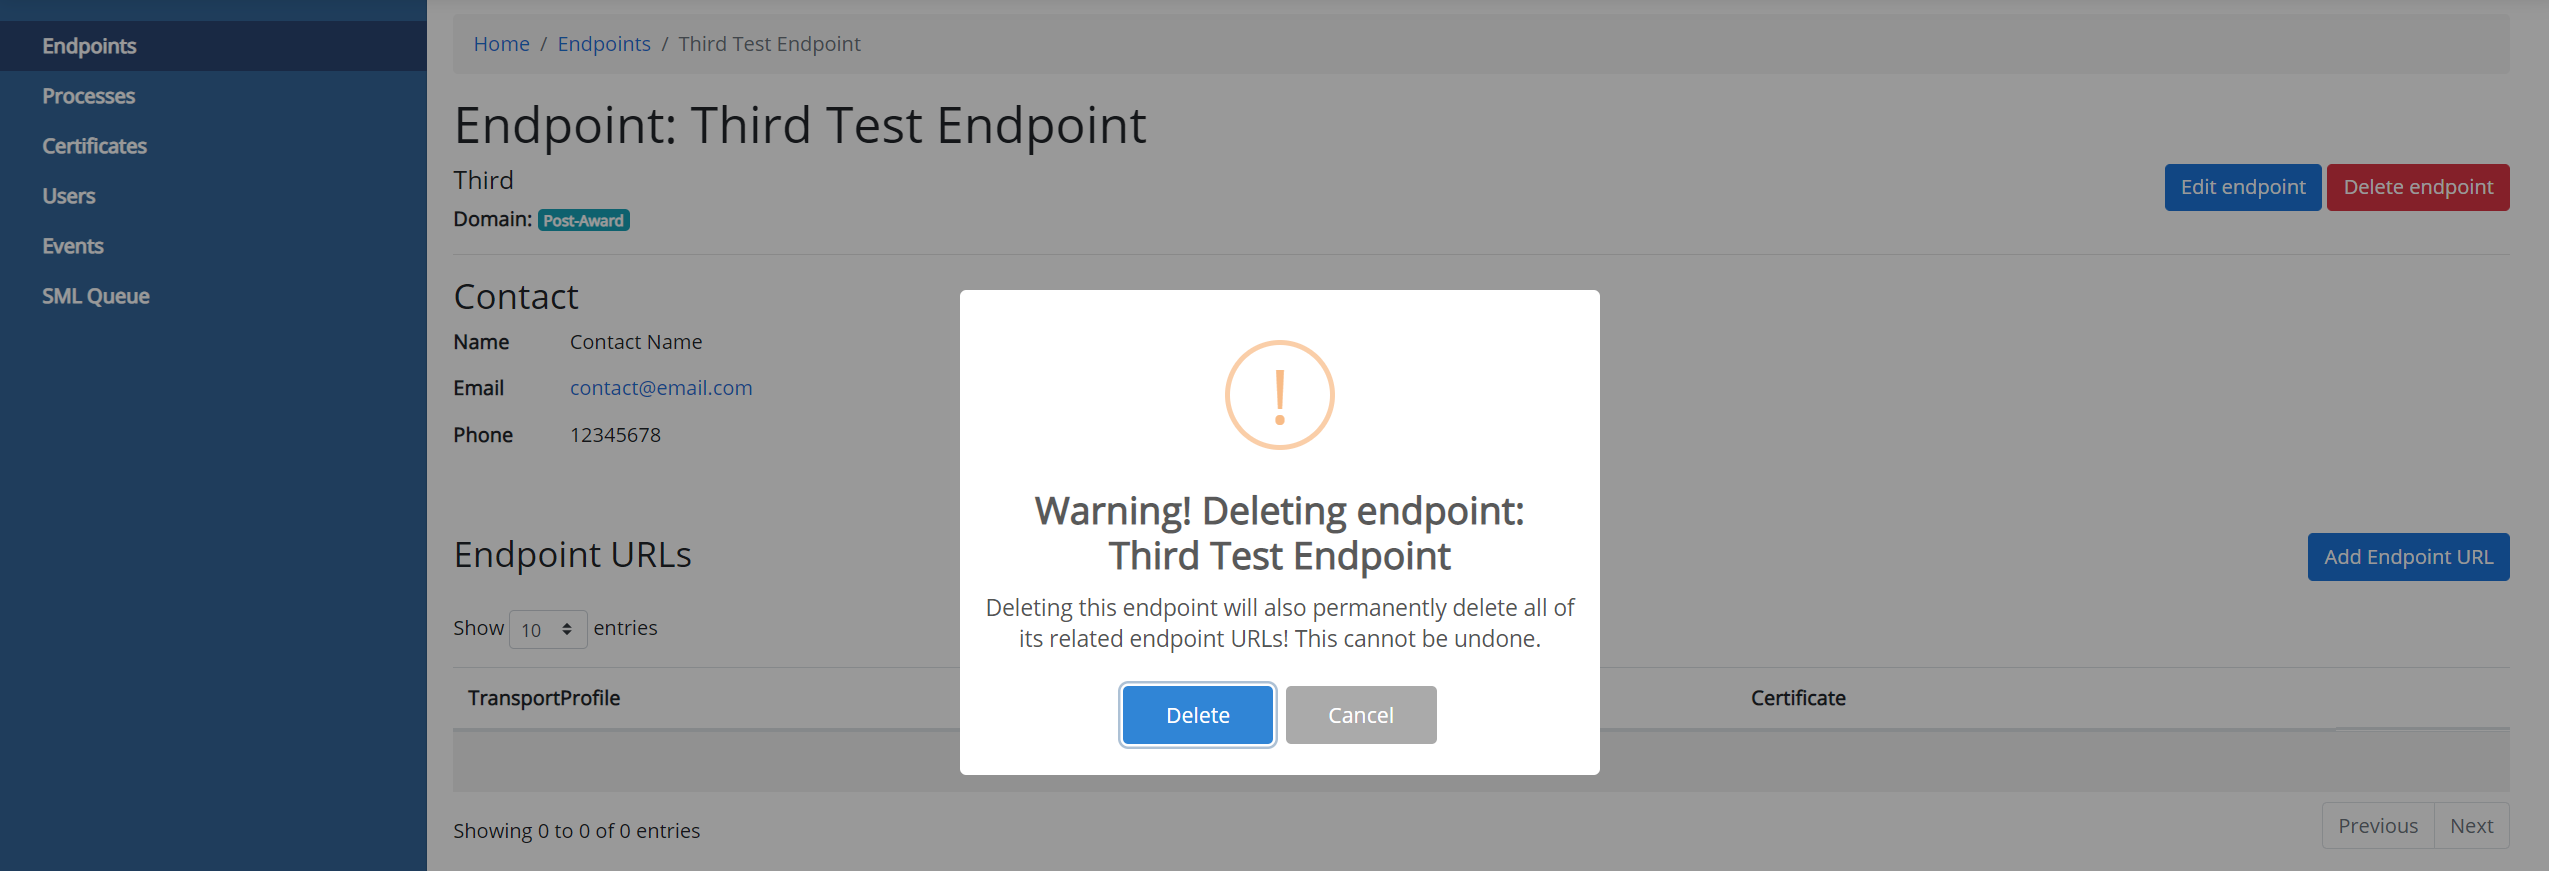 Endpoints
Processes
Certificates
Users
Events
SML Queue
Home / Endpoints / Third Test Endpoint
Endpoint: Third Test Endpoint
Third
Domain: Post-Award
Edit endpoint
Delete endpoint
Contact
Name Contact Name
Email contact@email.com
Phone 12345678
Endpoint URLs
Add Endpoint URL
Show 10 entries
TransportProfile
Certificate
Showing 0 to 0 of 0 entries
Previous
Next
!
Warning! Deleting endpoint:
Third Test Endpoint
Deleting this endpoint will also permanently delete all of
its related endpoint URLs! This cannot be undone.
Delete
Cancel